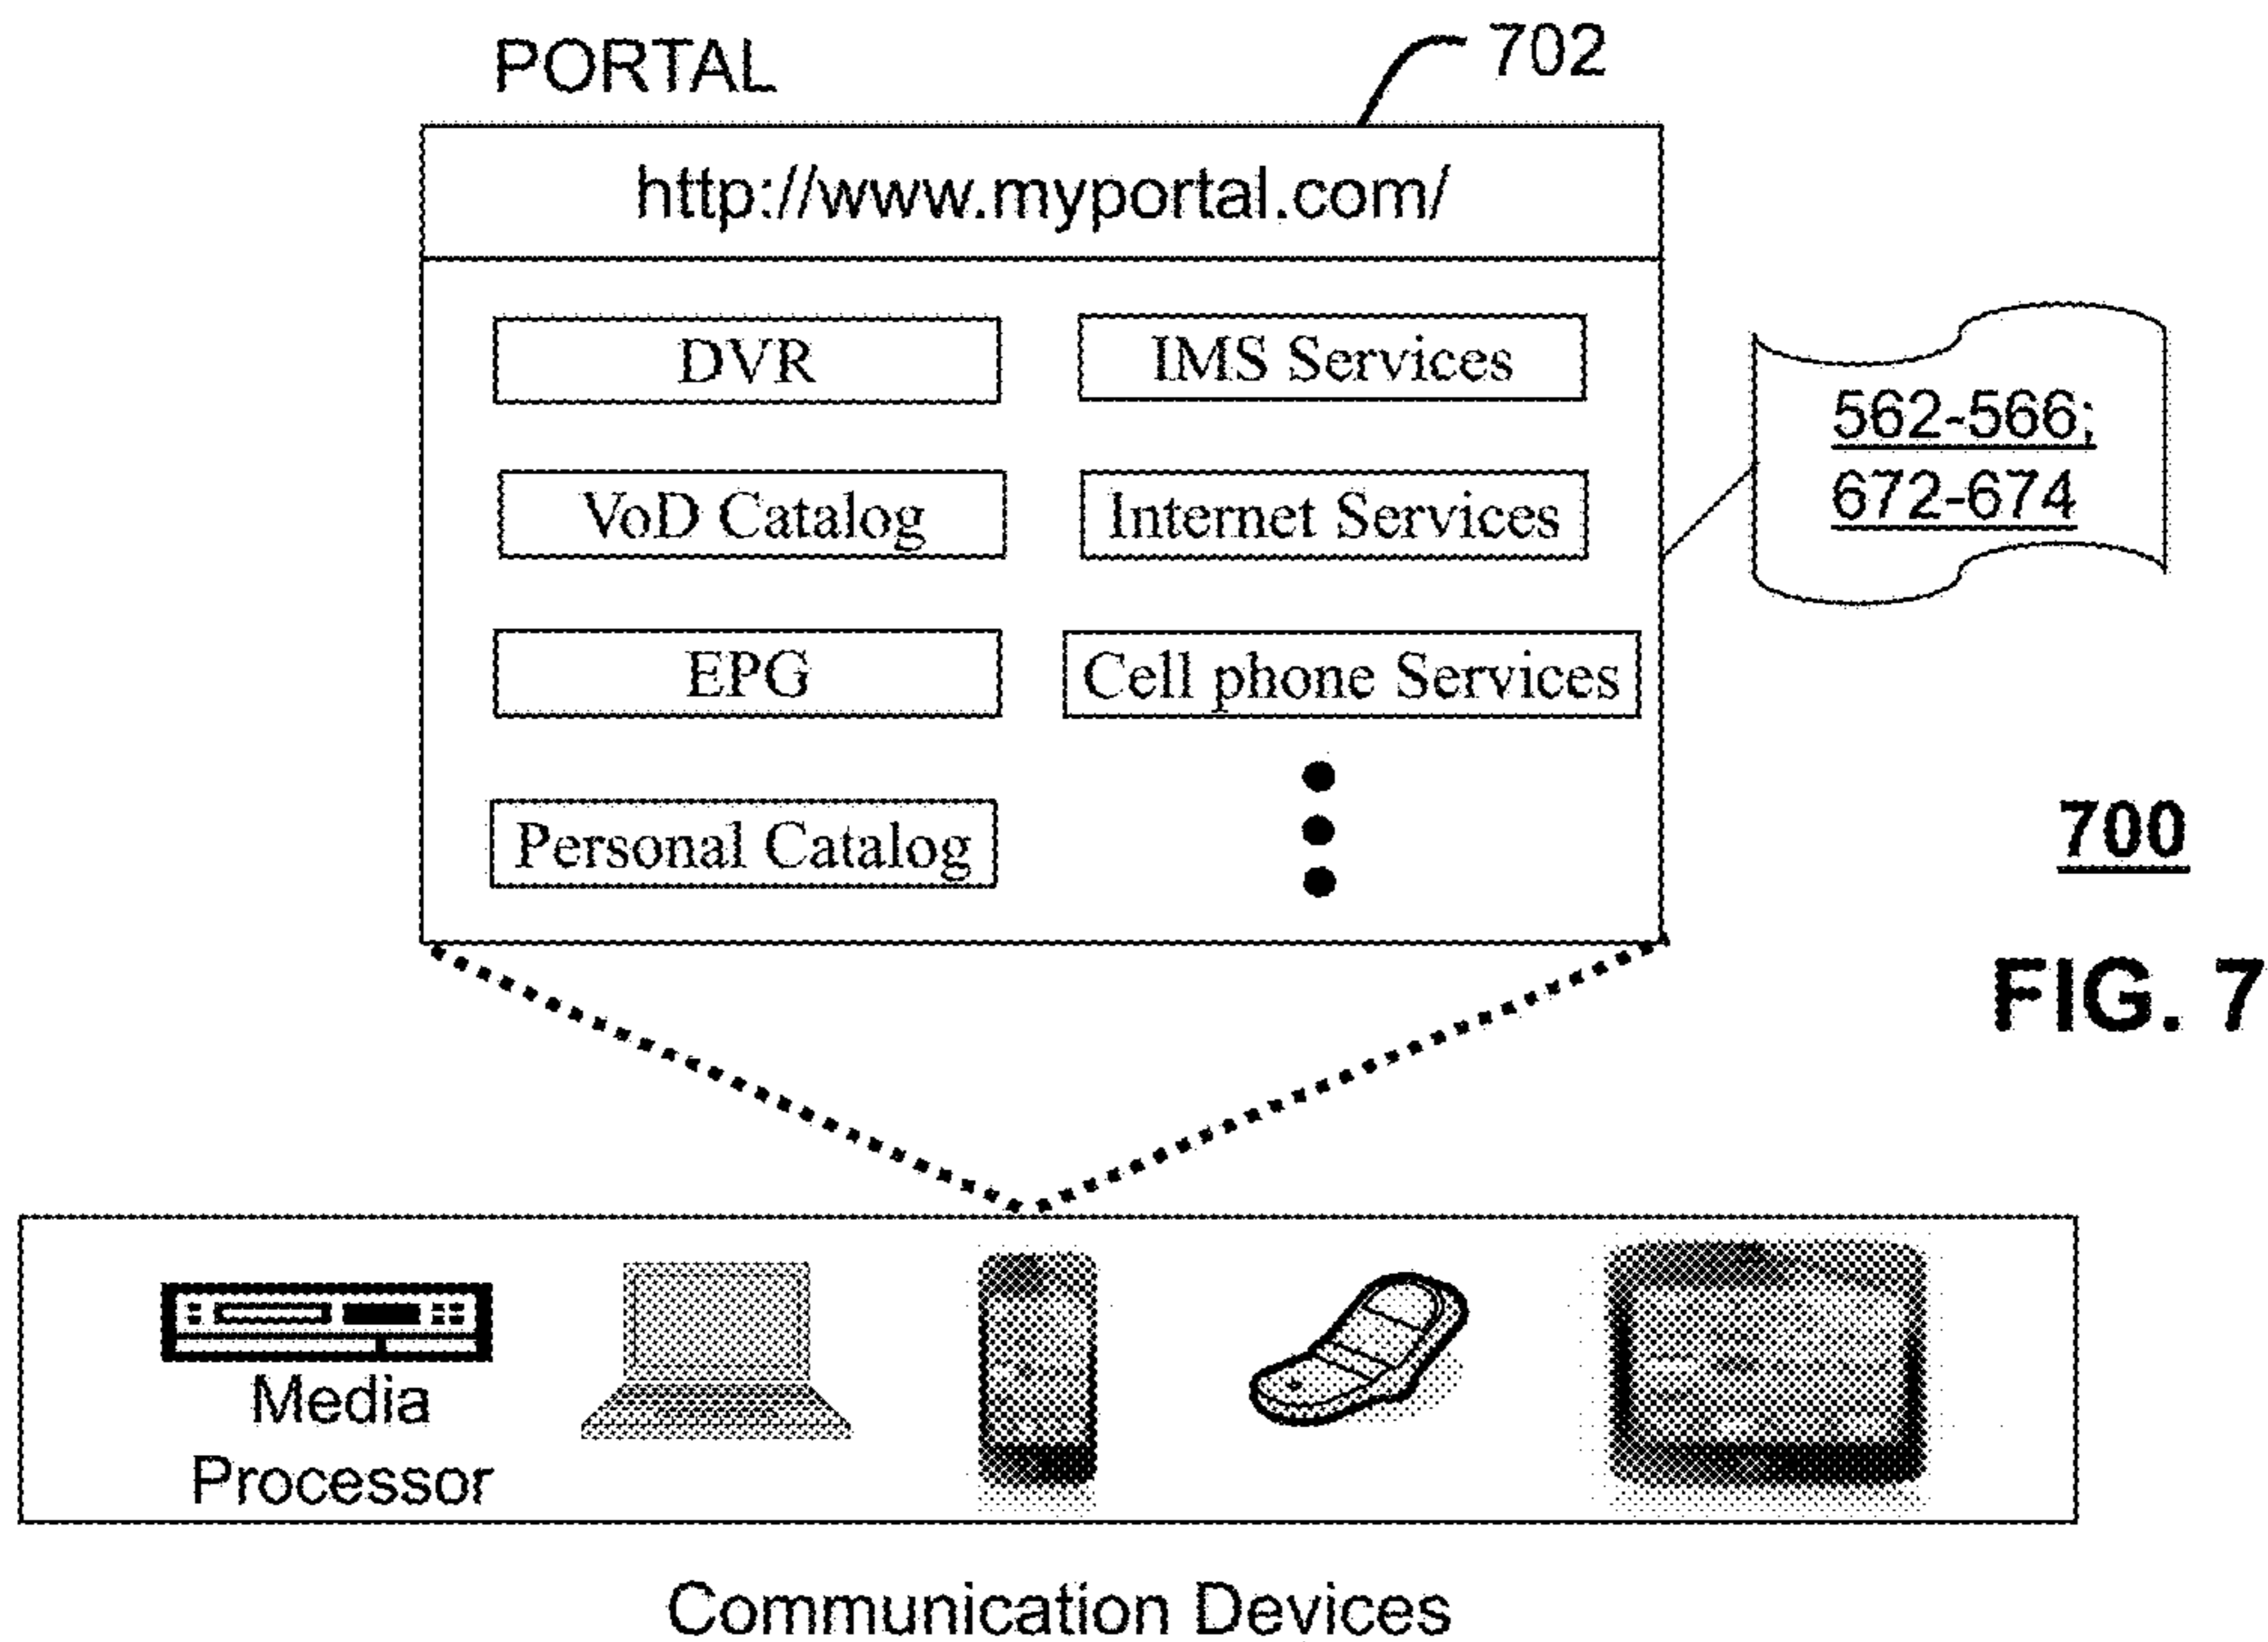 PORTAL
702
http://www.myportal.com/
DVR
IMS Services
VoD Catalog
Internet Services
EPG
Cell phone Services
Personal Catalog
562-566;
672-674
700
FIG. 7
Media
Processor
Communication Devices